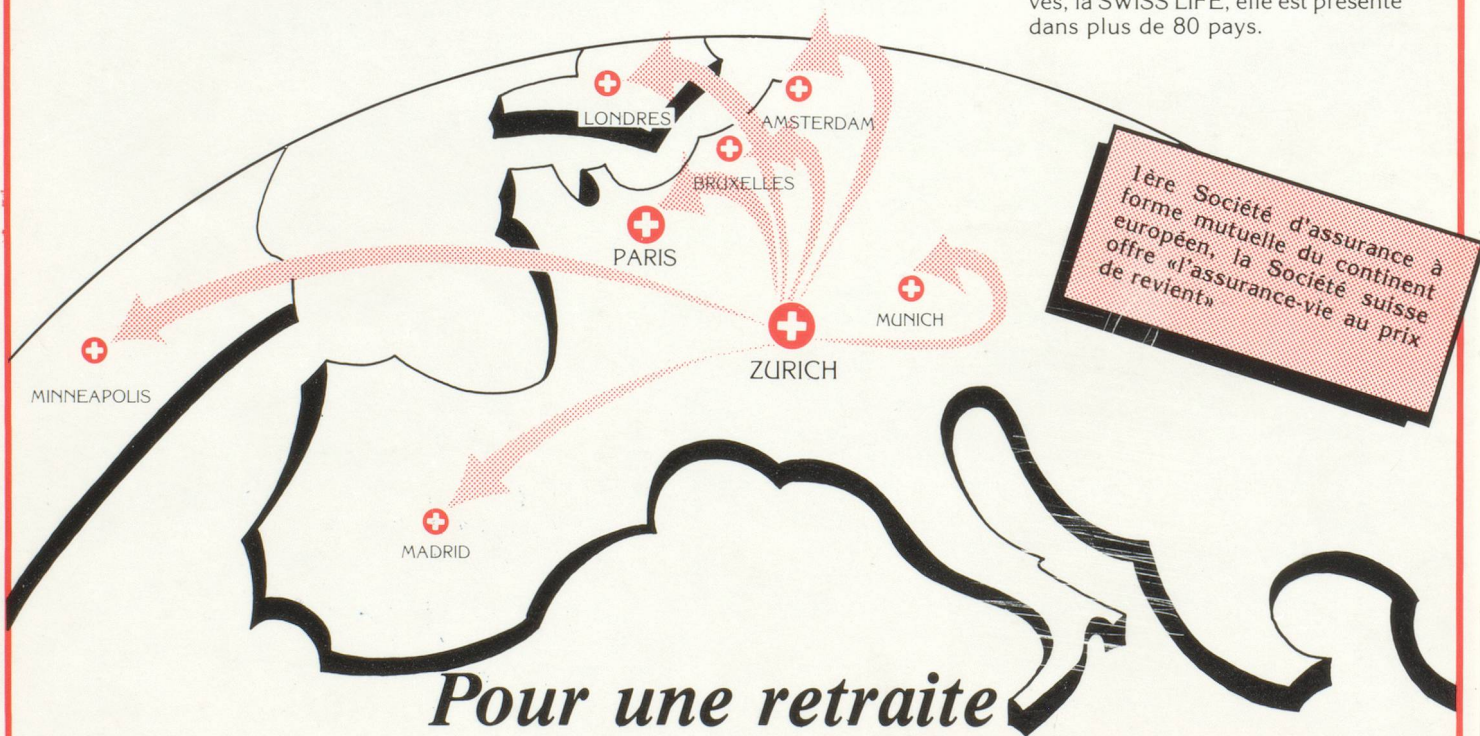 ves, la SWISS LIFE, elle est présente
dans plus de 80 pays.
LONDRES
AMSTERDAM
BRUXELLES
PARIS
MUNICH
ZURICH
MINNEAPOLIS
MADRID
1ère Société d'assurance à
forme mutuelle du continent
européen, la Société suisse
offre «l'assurance-vie au prix
de revient»
Pour une retraite